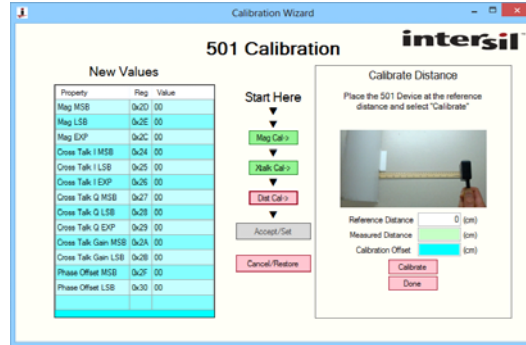 Calibration Wizard
501 Calibration
intersil
New Values
Property Reg Value
Mag MSB 0x2D 00
Mag LSB 0x2E 00
Mag EXP 0x2C 00
Cross Talk I MSB 0x24 00
Cross Talk I LSB 0x25 00
Cross Talk I EXP 0x26 00
Cross Talk Q MSB 0x27 00
Cross Talk Q LSB 0x28 00
Cross Talk Q EXP 0x29 00
Cross Talk Gain MSB 0x2A 00
Cross Talk Gain LSB 0x2B 00
Phase Offset MSB 0x2F 00
Phase Offset LSB 0x30 00
Start Here
Mag Cal->
Xtalk Cal->
Dist Cal->
Accept/Set
Cancel/Restore
Calibrate Distance
Place the 501 Device at the reference
distance and select "Calibrate"
Reference Distance 0 (cm)
Measured Distance (cm)
Calibration Offset (cm)
Calibrate
Done